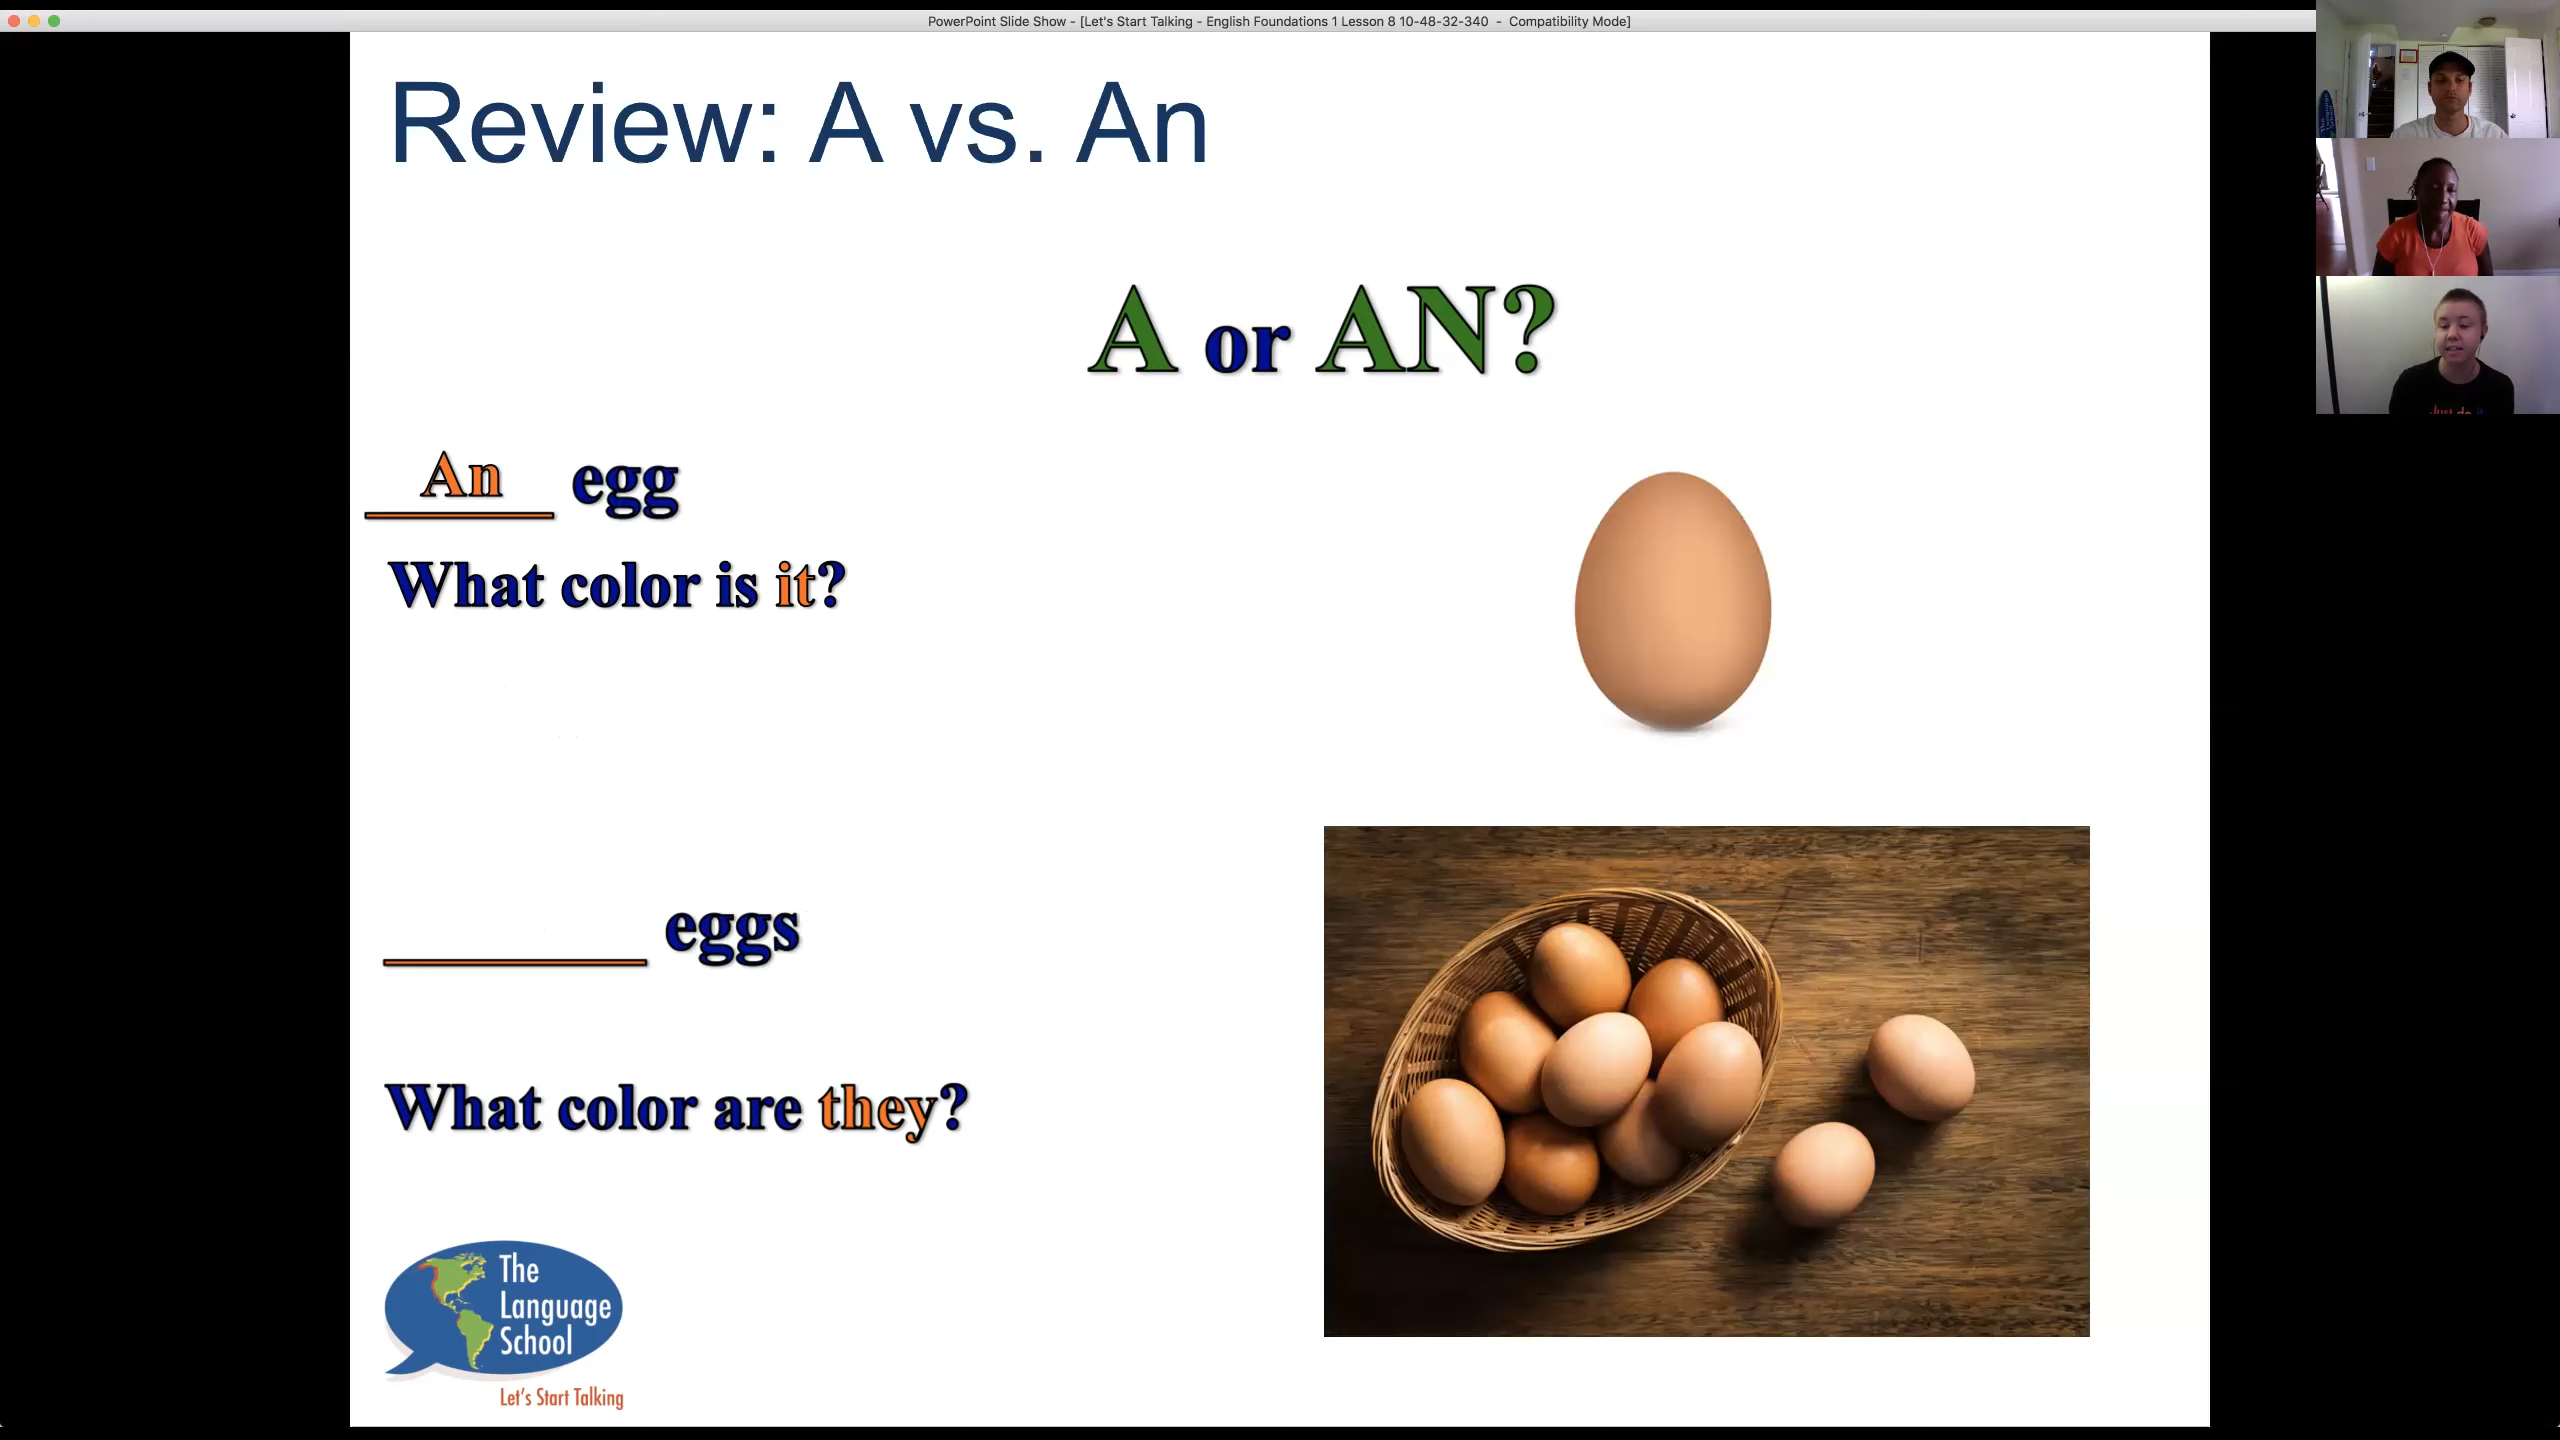 PowerPoint Slide Show - [Let's Start Talking - English Foundations 1 Lesson 8 10-48-32-340 - Compatibility Mode]
Review: A vs. An
A or AN?
An egg
What color is it?
eggs
What color are they?
The
Language
School
Let's Start Talking
Just do